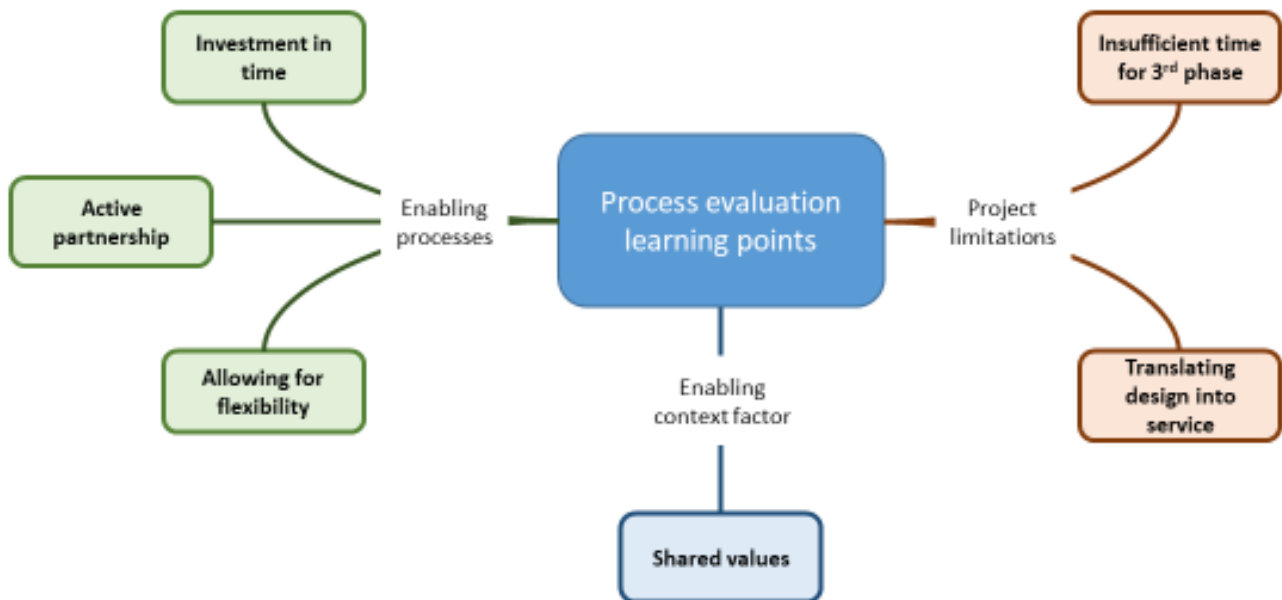 Investment in
time
Insufficient time
for 3rd phase
Active
partnership
Enabling
processes
Process evaluation
learning points
Project
limitations
Allowing for
flexibility
Enabling
context factor
Translating
design into
service
Shared values